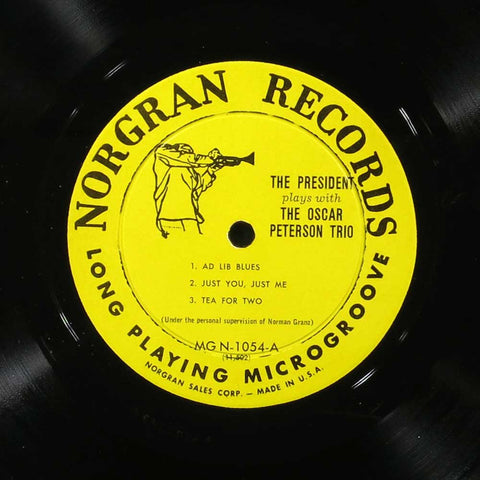 NORGRAN RECORDS
THE PRESIDENT
plays with
THE OSCAR
PETERSON TRIO
1. AD LIB BLUES
2. JUST YOU, JUST ME
3. TEA FOR TWO
(Under the personal supervision of Norman Granz)
MG N-1054-A
(11,592)
LONG PLAYING MICROGROOVE
NORGRAN SALES CORP. — MADE IN U.S.A.